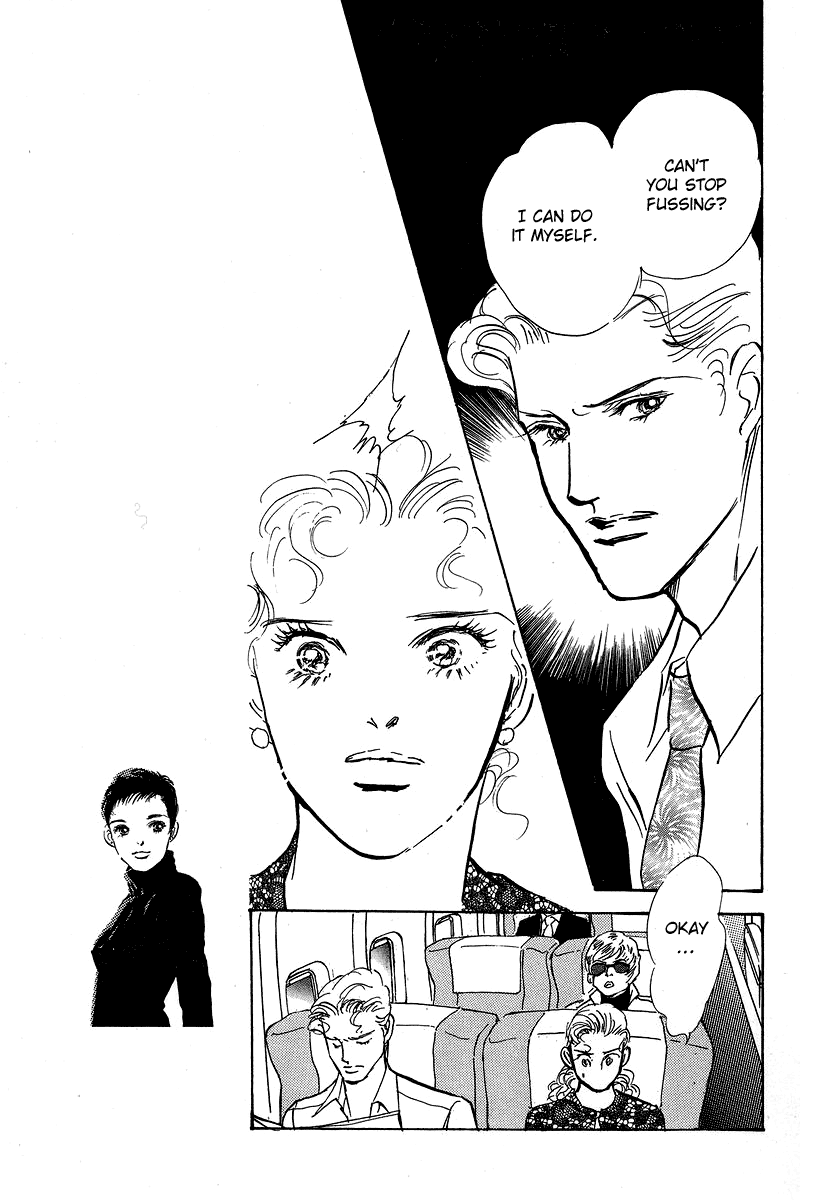 CAN'T
YOU STOP
FUSSING?
I CAN DO
IT MYSELF.
OKAY
...